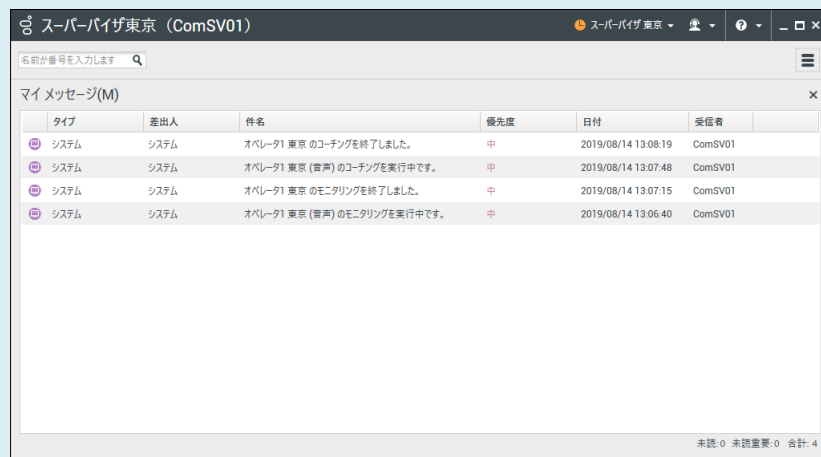 スーパーバイザ東京（ComSV01） スーパーバイザ 東京
名前か番号を入力します
マイ メッセージ(M)
タイプ 差出人 件名 優先度 日付 受信者
システム システム オペレータ1 東京 のコーチングを終了しました。 中 2019/08/14 13:08:19 ComSV01
システム システム オペレータ1 東京 (音声) のコーチングを実行中です。 中 2019/08/14 13:07:48 ComSV01
システム システム オペレータ1 東京 のモニタリングを終了しました。 中 2019/08/14 13:07:15 ComSV01
システム システム オペレータ1 東京 (音声) のモニタリングを実行中です。 中 2019/08/14 13:06:40 ComSV01
未読: 0 未読重要: 0 合計: 4